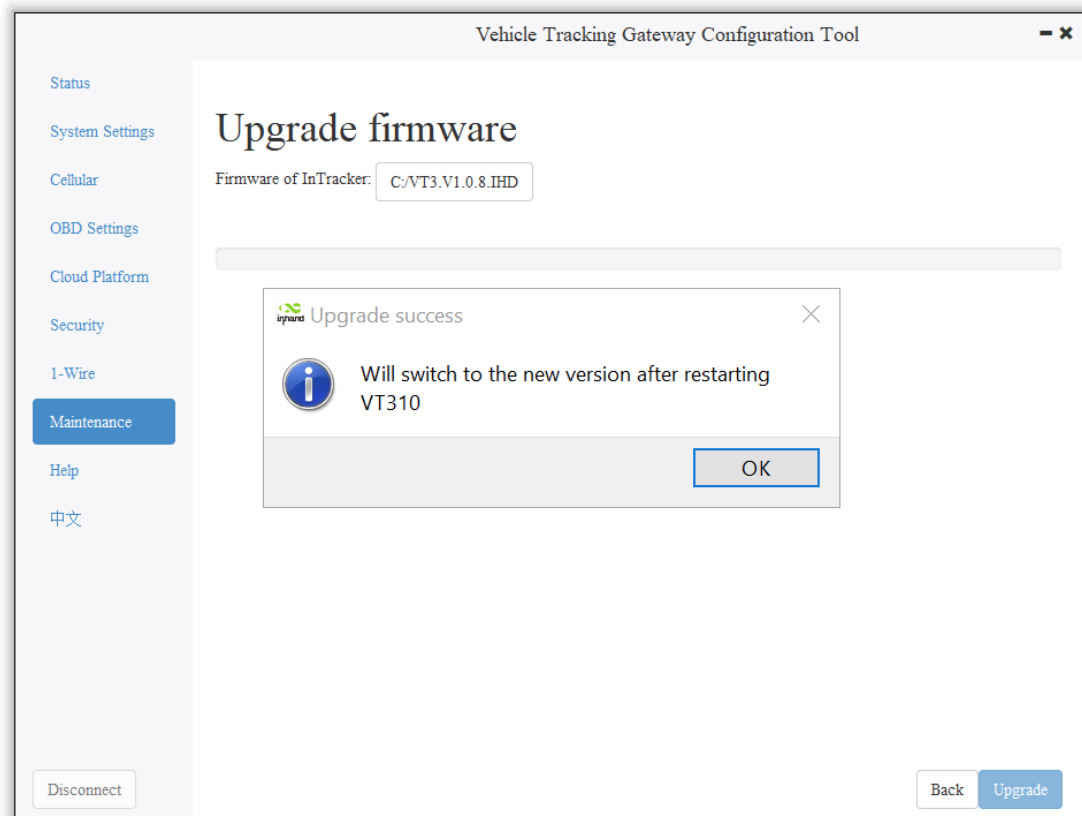 Vehicle Tracking Gateway Configuration Tool
Status
System Settings
Cellular
OBD Settings
Cloud Platform
Security
1-Wire
Maintenance
Help
中文
Disconnect
Upgrade firmware
Firmware of InTracker: C:/VT3.V1.0.8.IHD
inhand Upgrade success
Will switch to the new version after restarting
VT310
OK
Back Upgrade